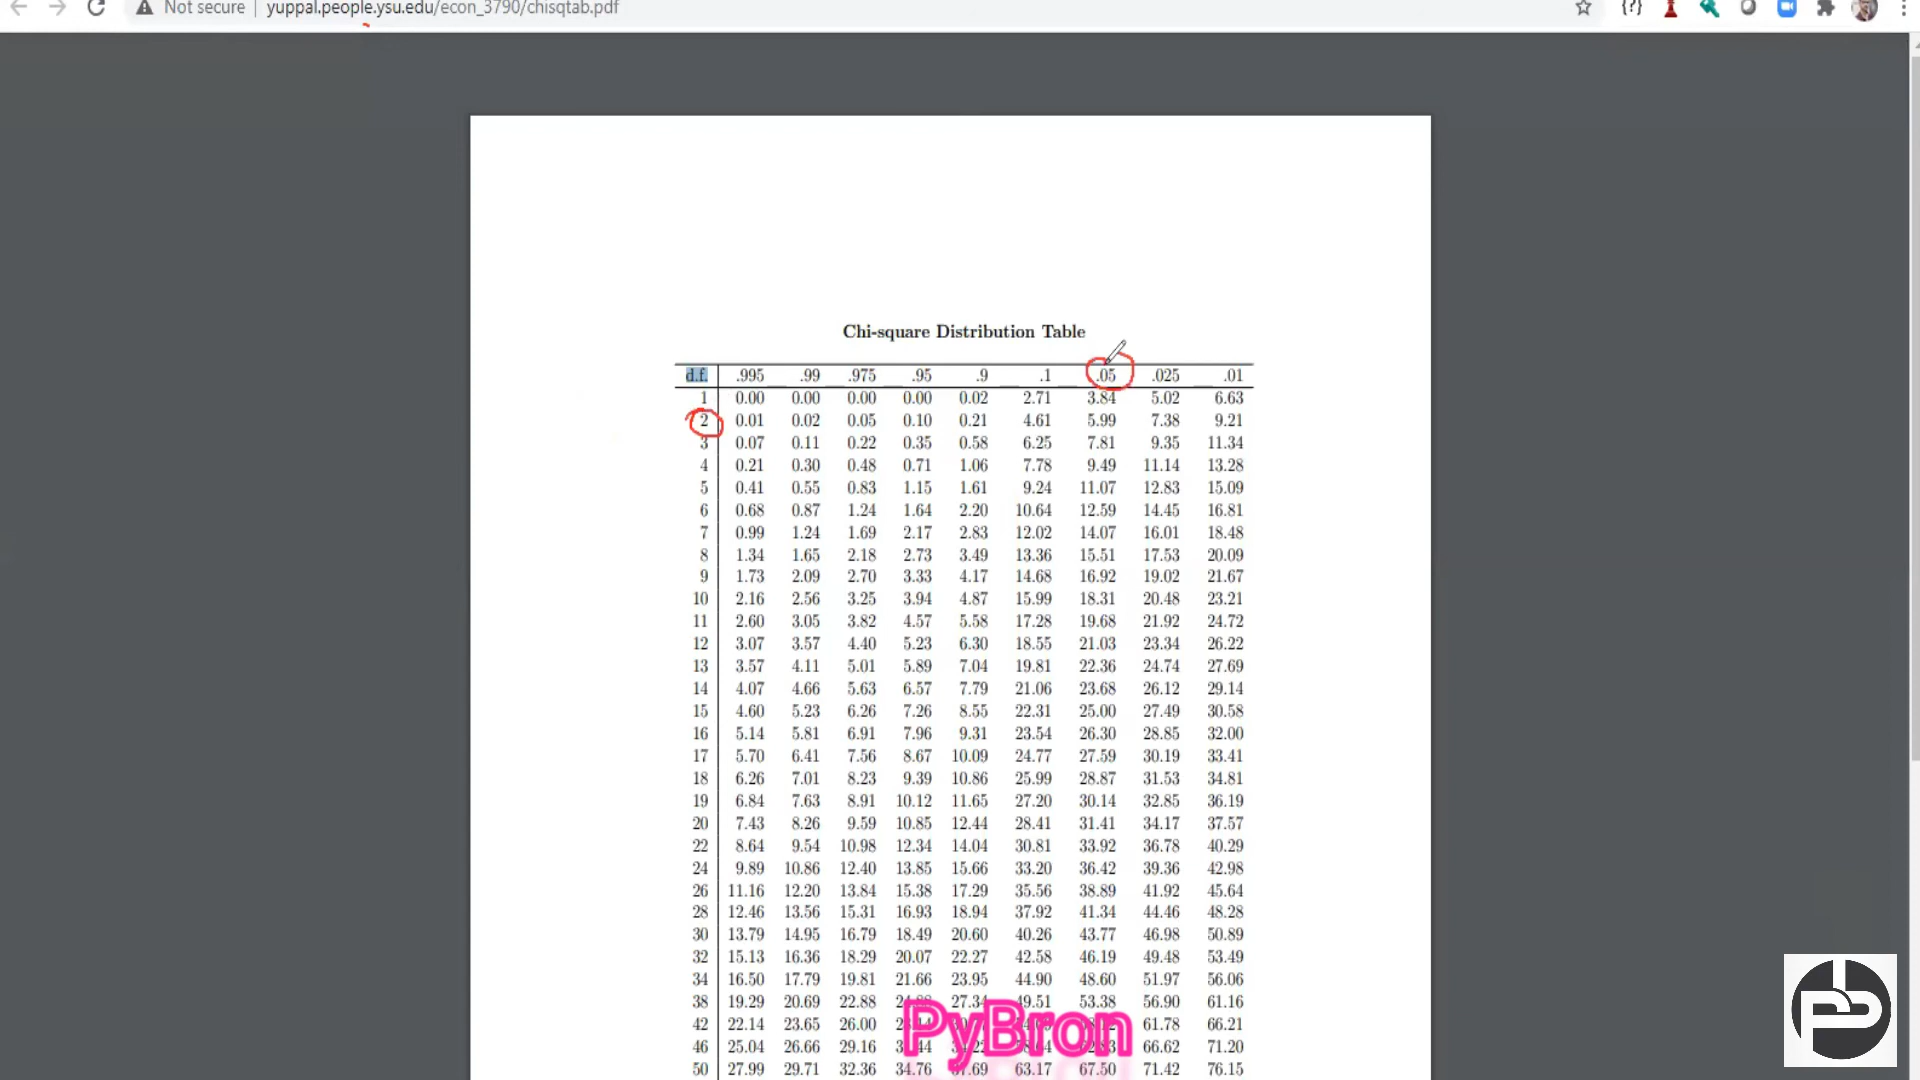 Not secure | yuppal.people.ysu.edu/econ_3790/chisqtab.pdf
Chi-square Distribution Table
d.f. .995 .99 .975 .95 .9 .1 .05 .025 .01
1 0.00 0.00 0.00 0.00 0.02 2.71 3.84 5.02 6.63
2 0.01 0.02 0.05 0.10 0.21 4.61 5.99 7.38 9.21
3 0.07 0.11 0.22 0.35 0.58 6.25 7.81 9.35 11.34
4 0.21 0.30 0.48 0.71 1.06 7.78 9.49 11.14 13.28
5 0.41 0.55 0.83 1.15 1.61 9.24 11.07 12.83 15.09
6 0.68 0.87 1.24 1.64 2.20 10.64 12.59 14.45 16.81
7 0.99 1.24 1.69 2.17 2.83 12.02 14.07 16.01 18.48
8 1.34 1.65 2.18 2.73 3.49 13.36 15.51 17.53 20.09
9 1.73 2.09 2.70 3.33 4.17 14.68 16.92 19.02 21.67
10 2.16 2.56 3.25 3.94 4.87 15.99 18.31 20.48 23.21
11 2.60 3.05 3.82 4.57 5.58 17.28 19.68 21.92 24.72
12 3.07 3.57 4.40 5.23 6.30 18.55 21.03 23.34 26.22
13 3.57 4.11 5.01 5.89 7.04 19.81 22.36 24.74 27.69
14 4.07 4.66 5.63 6.57 7.79 21.06 23.68 26.12 29.14
15 4.60 5.23 6.26 7.26 8.55 22.31 25.00 27.49 30.58
16 5.14 5.81 6.91 7.96 9.31 23.54 26.30 28.85 32.00
17 5.70 6.41 7.56 8.67 10.09 24.77 27.59 30.19 33.41
18 6.26 7.01 8.23 9.39 10.86 25.99 28.87 31.53 34.81
19 6.84 7.63 8.91 10.12 11.65 27.20 30.14 32.85 36.19
20 7.43 8.26 9.59 10.85 12.44 28.41 31.41 34.17 37.57
22 8.64 9.54 10.98 12.34 14.04 30.81 33.92 36.78 40.29
24 9.89 10.86 12.40 13.85 15.66 33.20 36.42 39.36 42.98
26 11.16 12.20 13.84 15.38 17.29 35.56 38.89 41.92 45.64
28 12.46 13.56 15.31 16.93 18.94 37.92 41.34 44.46 48.28
30 13.79 14.95 16.79 18.49 20.60 40.26 43.77 46.98 50.89
32 15.13 16.36 18.29 20.07 22.27 42.58 46.19 49.48 53.49
34 16.50 17.79 19.81 21.66 23.95 44.90 48.60 51.97 56.06
38 19.29 20.69 22.88 27.34 49.51 53.38 56.90 61.16
42 22.14 23.65 26.00 61.78 66.21
46 25.04 26.66 29.16 66.62 71.20
50 27.99 29.71 32.36 34.76 63.17 67.50 71.42 76.15
PyBron